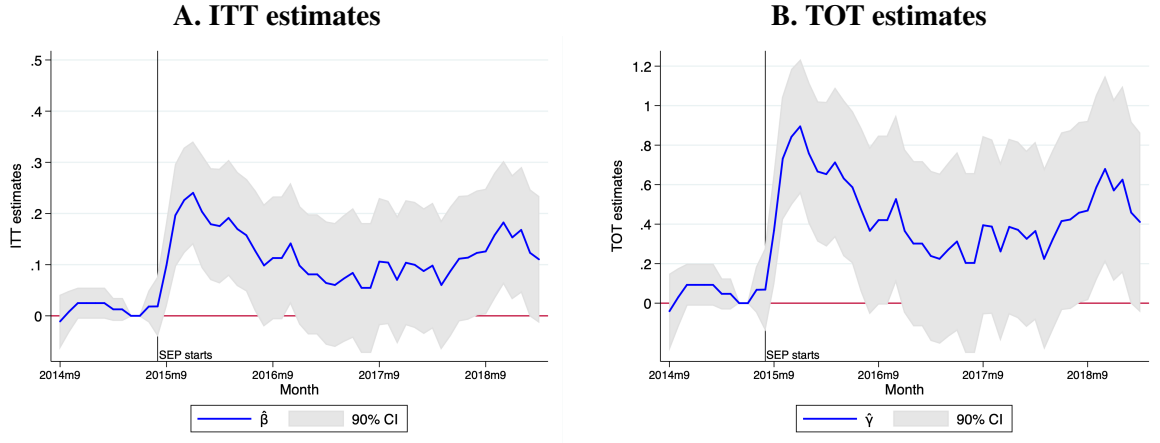 A. ITT estimates
.5
.4
.3
.2
.1
0
ITT estimates
SEP starts
2014m9 2015m9 2016m9 2017m9 2018m9
Month
β̂ 90% CI
B. TOT estimates
1.2
1
.8
.6
.4
.2
0
TOT estimates
SEP starts
2014m9 2015m9 2016m9 2017m9 2018m9
Month
γ̂ 90% CI